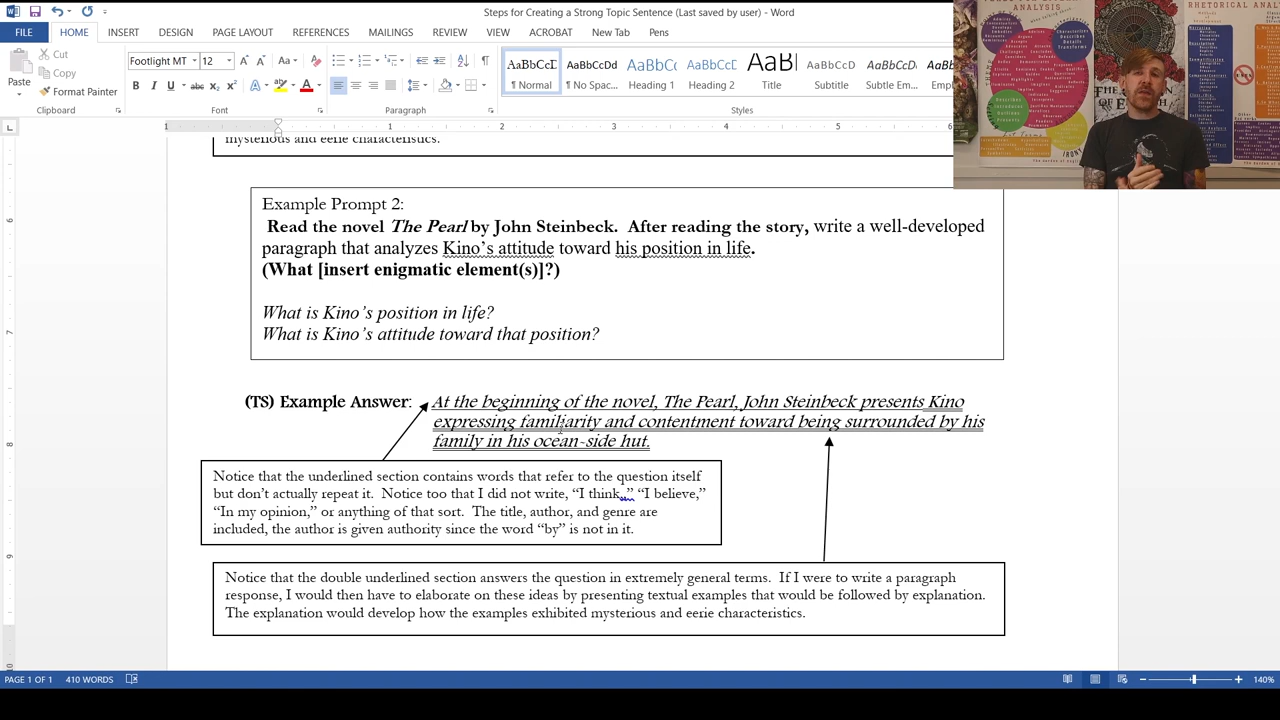 Steps for Creating a Strong Topic Sentence (Last saved by user) - Word
FILE HOME INSERT DESIGN PAGE LAYOUT REFERENCES MAILINGS REVIEW VIEW ACROBAT New Tab Pens
Cut
Copy
Format Painter
Paste
Clipboard
Footlight MT 12
Font
Paragraph
AaBbCcD AaBbCcDc AaBbCc AaBbCcD AaBl AaBbCcD AaBbCcDc
Normal ¶ No Spac... Heading 1 Heading 2 Title Subtitle Subtle Em...
Styles
mysterious and eerie characteristics.
ANALYSIS
RHETORICAL
IRONY
Example Prompt 2:
Read the novel The Pearl by John Steinbeck. After reading the story, write a well-developed
paragraph that analyzes Kino's attitude toward his position in life.
(What [insert enigmatic element(s)]?)
What is Kino's position in life?
What is Kino's attitude toward that position?
(TS) Example Answer: At the beginning of the novel, The Pearl, John Steinbeck presents Kino
expressing familiarity and contentment toward being surrounded by his
family in his ocean-side hut.
Notice that the underlined section contains words that refer to the question itself
but don't actually repeat it. Notice too that I did not write, “I think,” “I believe,”
“In my opinion,” or anything of that sort. The title, author, and genre are
included, the author is given authority since the word “by” is not in it.
Notice that the double underlined section answers the question in extremely general terms. If I were to write a paragraph
response, I would then have to elaborate on these ideas by presenting textual examples that would be followed by explanation.
The explanation would develop how the examples exhibited mysterious and eerie characteristics.
PAGE 1 OF 1 410 WORDS 140%